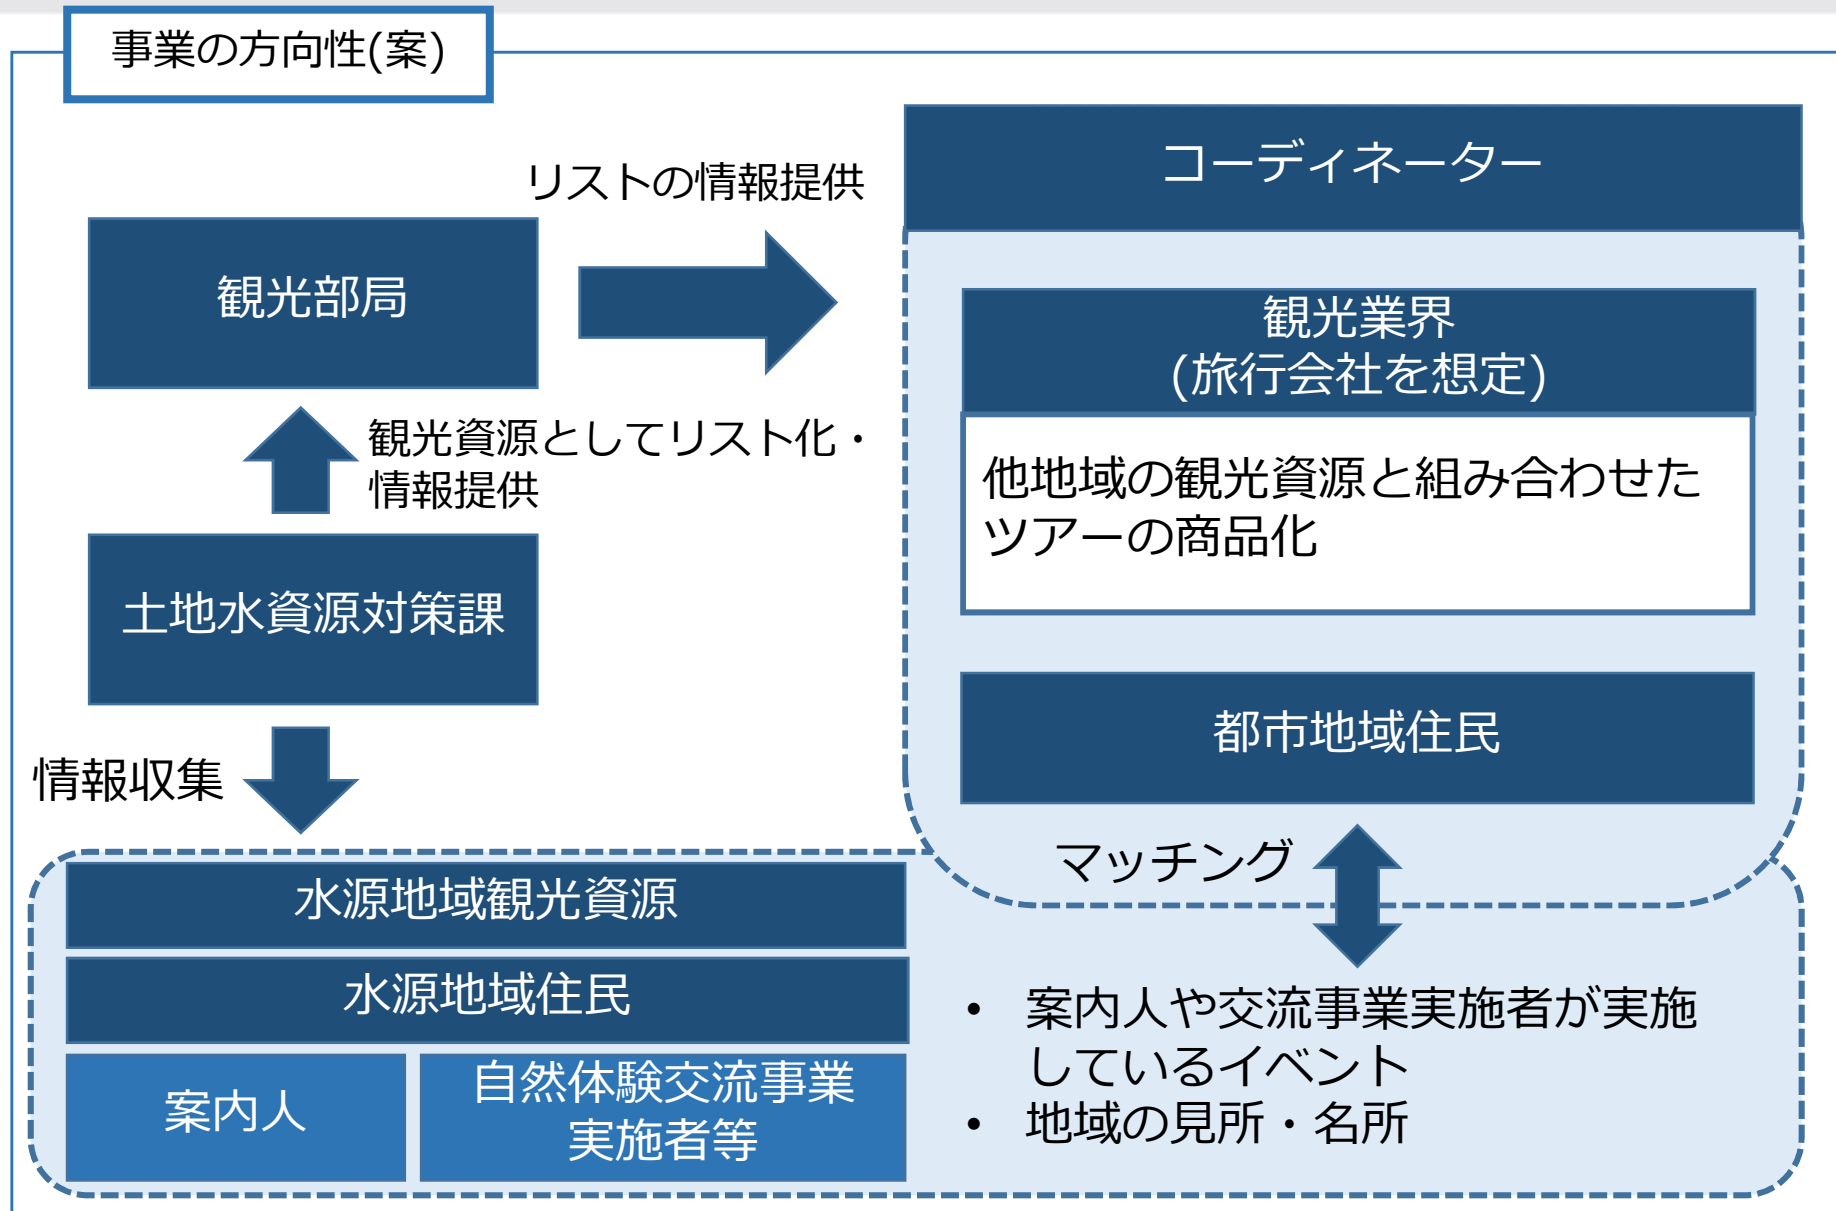 事業の方向性(案)
リストの情報提供
コーディネーター
観光部局
観光業界
(旅行会社を想定)
観光資源としてリスト化・
情報提供
他地域の観光資源と組み合わせた
ツアーの商品化
土地水資源対策課
都市地域住民
情報収集
マッチング
水源地域観光資源
水源地域住民
案内人
自然体験交流事業
実施者等
• 案内人や交流事業実施者が実施
しているイベント
• 地域の見所・名所